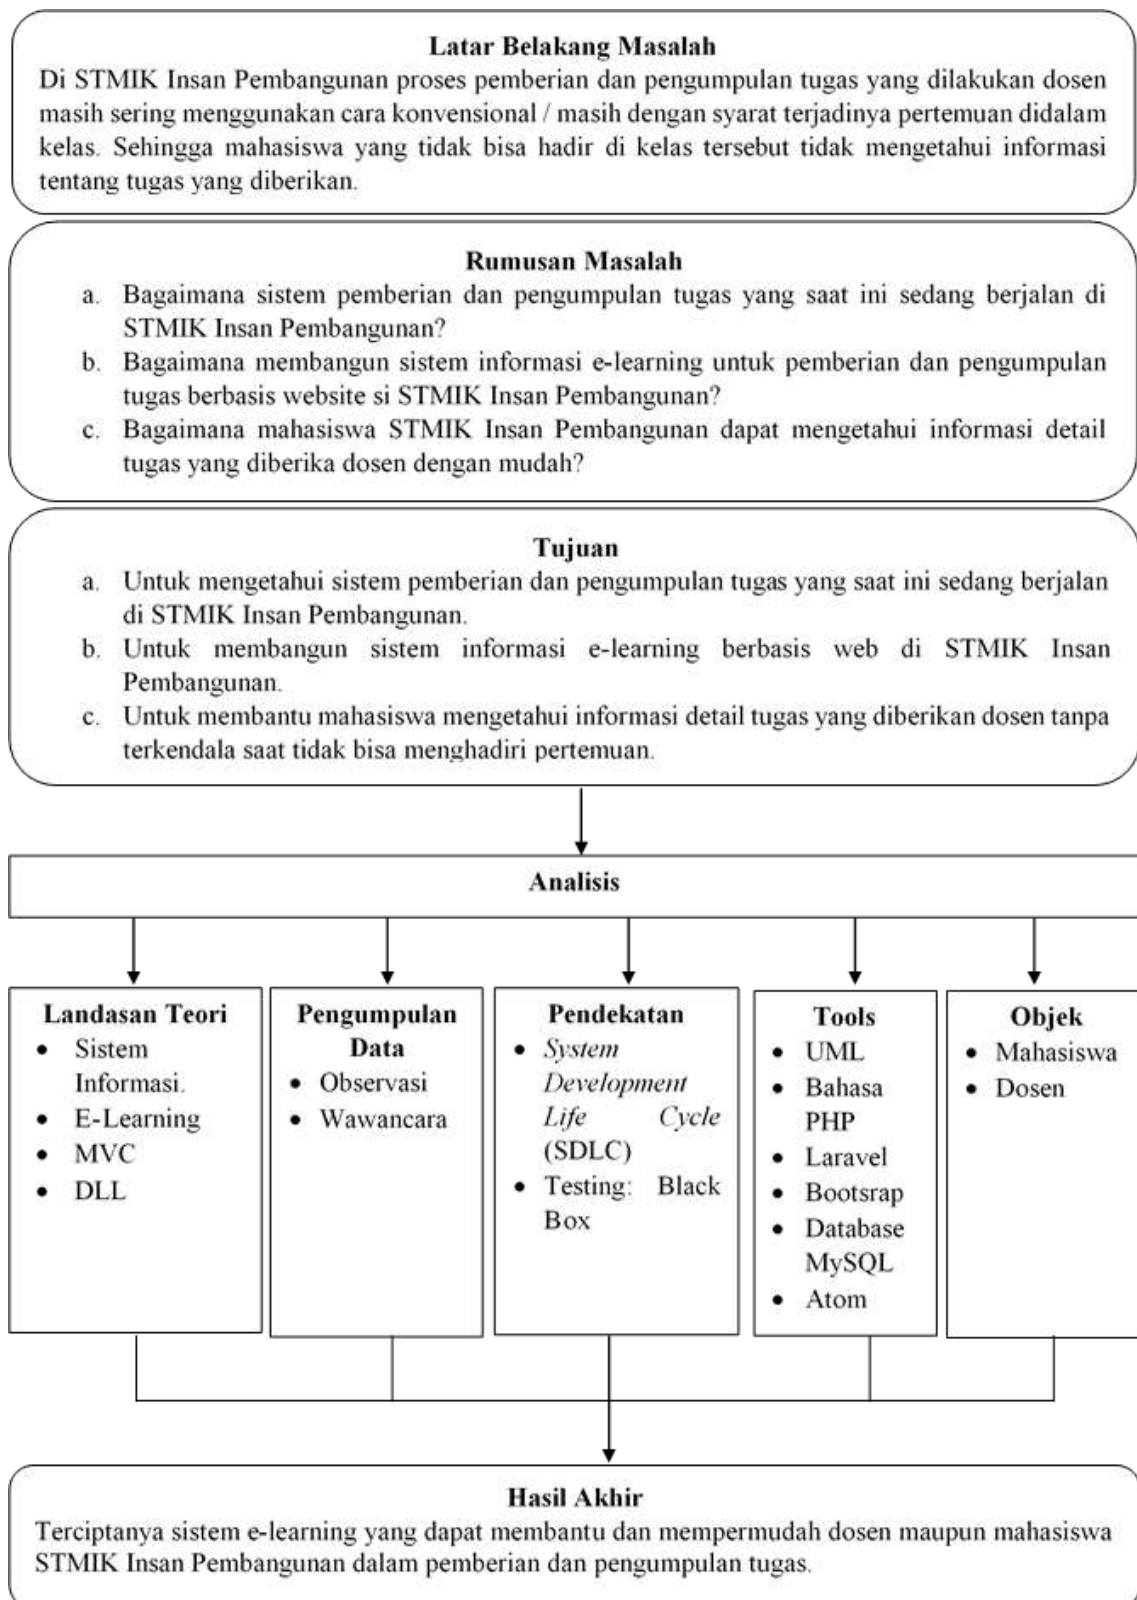 Latar Belakang Masalah
Di STMIK Insan Pembangunan proses pemberian dan pengumpulan tugas yang dilakukan dosen
masih sering menggunakan cara konvensional / masih dengan syarat terjadinya pertemuan didalam
kelas. Sehingga mahasiswa yang tidak bisa hadir di kelas tersebut tidak mengetahui informasi
tentang tugas yang diberikan.
Rumusan Masalah
a. Bagaimana sistem pemberian dan pengumpulan tugas yang saat ini sedang berjalan di
STMIK Insan Pembangunan?
b. Bagaimana membangun sistem informasi e-learning untuk pemberian dan pengumpulan
tugas berbasis website si STMIK Insan Pembangunan?
c. Bagaimana mahasiswa STMIK Insan Pembangunan dapat mengetahui informasi detail
tugas yang diberika dosen dengan mudah?
Tujuan
a. Untuk mengetahui sistem pemberian dan pengumpulan tugas yang saat ini sedang berjalan
di STMIK Insan Pembangunan.
b. Untuk membangun sistem informasi e-learning berbasis web di STMIK Insan
Pembangunan.
c. Untuk membantu mahasiswa mengetahui informasi detail tugas yang diberikan dosen tanpa
terkendala saat tidak bisa menghadiri pertemuan.
Analisis
Landasan Teori
• Sistem
Informasi.
• E-Learning
• MVC
• DLL
Pengumpulan
Data
• Observasi
• Wawancara
Pendekatan
• System
Development
Life Cycle
(SDLC)
• Testing: Black
Box
Tools
• UML
• Bahasa
PHP
• Laravel
• Bootsrap
• Database
MySQL
• Atom
Objek
• Mahasiswa
• Dosen
Hasil Akhir
Terciptanya sistem e-learning yang dapat membantu dan mempermudah dosen maupun mahasiswa
STMIK Insan Pembangunan dalam pemberian dan pengumpulan tugas.